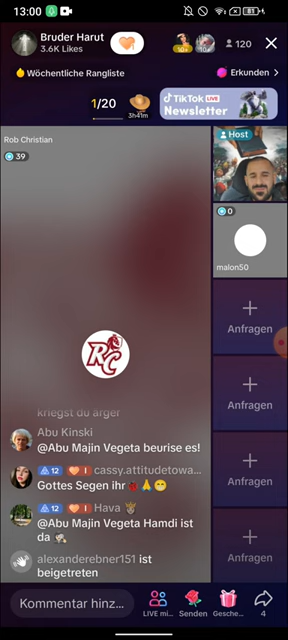 13:00
81
Bruder Harut
3.6K Likes
120
Wöchentliche Rangliste
Erkunden >
1/20
3h41m
TikTok LIVE
Newsletter
Rob Christian
39
Host
RC
0
malon50
Anfragen
Anfragen
Anfragen
Anfragen
kriegst du ärger
Abu Kinski
@Abu Majin Vegeta beurise es!
12 I cassy.attitudetowa...
Gottes Segen ihr
12 I Hava
@Abu Majin Vegeta Hamdi ist
da
alexanderebner151 ist
beigetreten
Kommentar hinz...
LIVE mi...
Senden
Gesche...
4